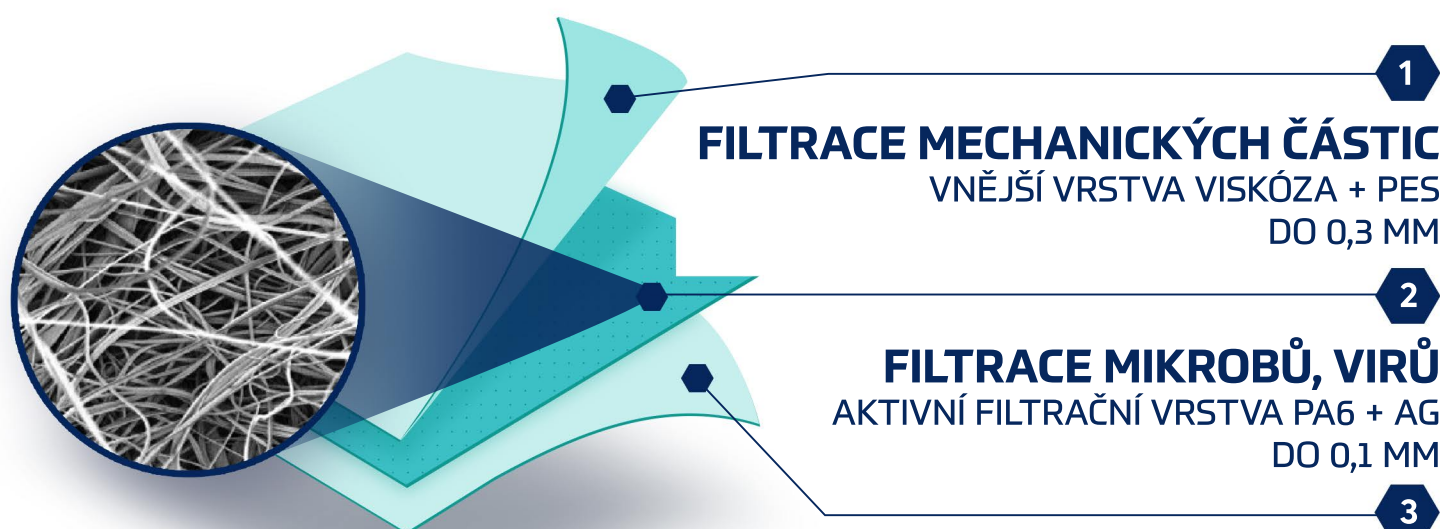 1
FILTRACE MECHANICKÝCH ČÁSTIC
VNĚJŠÍ VRSTVA VISKÓZA + PES
DO 0,3 MM
2
FILTRACE MIKROBŮ, VIRŮ
AKTIVNÍ FILTRAČNÍ VRSTVA PA6 + AG
DO 0,1 MM
3